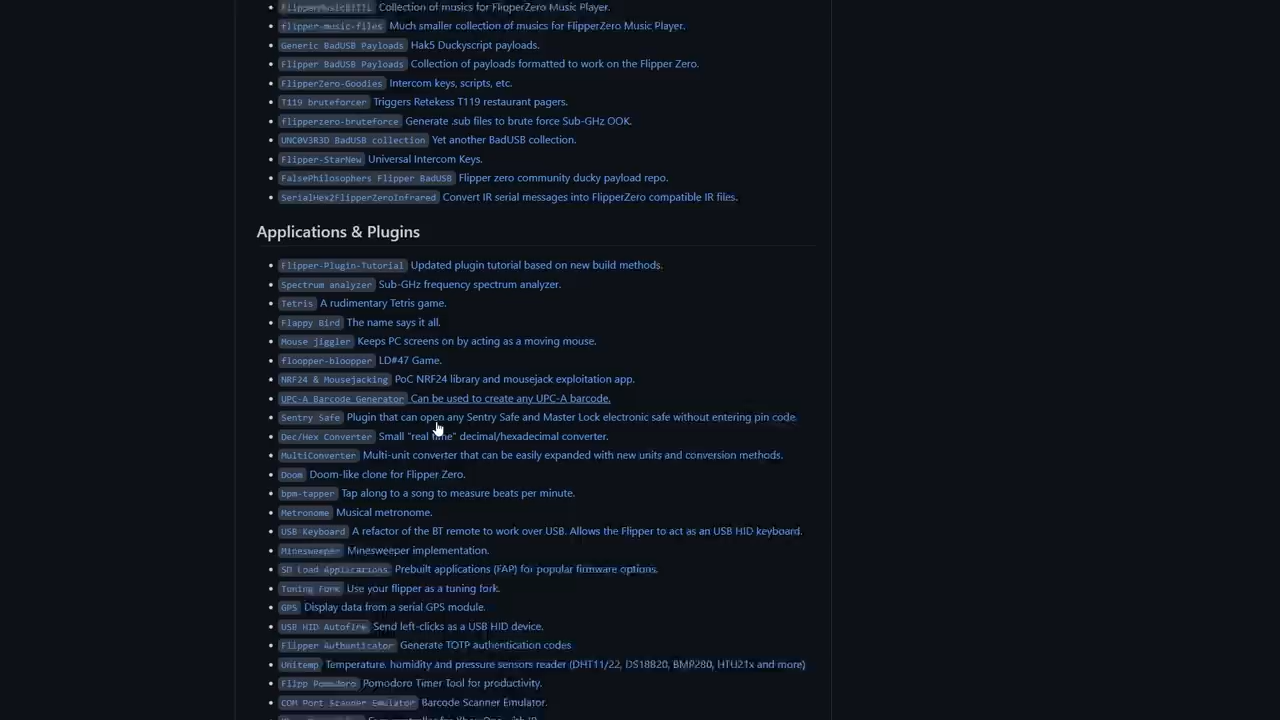 Collection of musics for FlipperZero Music Player.
flipper-music-files Much smaller collection of musics for FlipperZero Music Player.
Generic BadUSB Payloads Hak5 Duckyscript payloads.
Flipper BadUSB Payloads Collection of payloads formatted to work on the Flipper Zero.
FlipperZero-Goodies Intercom keys, scripts, etc.
T119 bruteforcer Triggers Retekess T119 restaurant pagers.
flipperzero-bruteforce Generate .sub files to brute force Sub-GHz OOK.
UNC0V3R3D BadUSB collection Yet another BadUSB collection.
Flipper-StarNew Universal Intercom Keys.
FalsePhilosophers Flipper BadUSB Flipper zero community ducky payload repo.
SerialHex2FlipperZeroInfrared Convert IR serial messages into FlipperZero compatible IR files.
Applications & Plugins
Flipper-Plugin-Tutorial Updated plugin tutorial based on new build methods.
Spectrum analyzer Sub-GHz frequency spectrum analyzer.
Tetris A rudimentary Tetris game.
Flappy Bird The name says it all.
Mouse jiggler Keeps PC screens on by acting as a moving mouse.
floopper-bloopper LD#47 Game.
NRF24 & Mousejacking PoC NRF24 library and mousejack exploitation app.
UPC-A Barcode Generator Can be used to create any UPC-A barcode.
Sentry Safe Plugin that can open any Sentry Safe and Master Lock electronic safe without entering pin code.
Dec/Hex Converter Small "real time" decimal/hexadecimal converter.
MultiConverter Multi-unit converter that can be easily expanded with new units and conversion methods.
Doom Doom-like clone for Flipper Zero.
bpm-tapper Tap along to a song to measure beats per minute.
Metronome Musical metronome.
USB Keyboard A refactor of the BT remote to work over USB. Allows the Flipper to act as an USB HID keyboard.
Minesweeper Minesweeper implementation.
SD Load Applications Prebuilt applications (FAP) for popular firmware options.
Tuning Fork Use your flipper as a tuning fork.
GPS Display data from a serial GPS module.
USB HID Autofire Send left-clicks as a USB HID device.
Flipper Authenticator Generate TOTP authentication codes
Unitemp Temperature, humidity and pressure sensors reader (DHT11/22, DS18B20, BMP280, HTU21x and more)
Flipp Pomodoro Pomodoro Timer Tool for productivity.
COM Port Scanner Emulator Barcode Scanner Emulator.